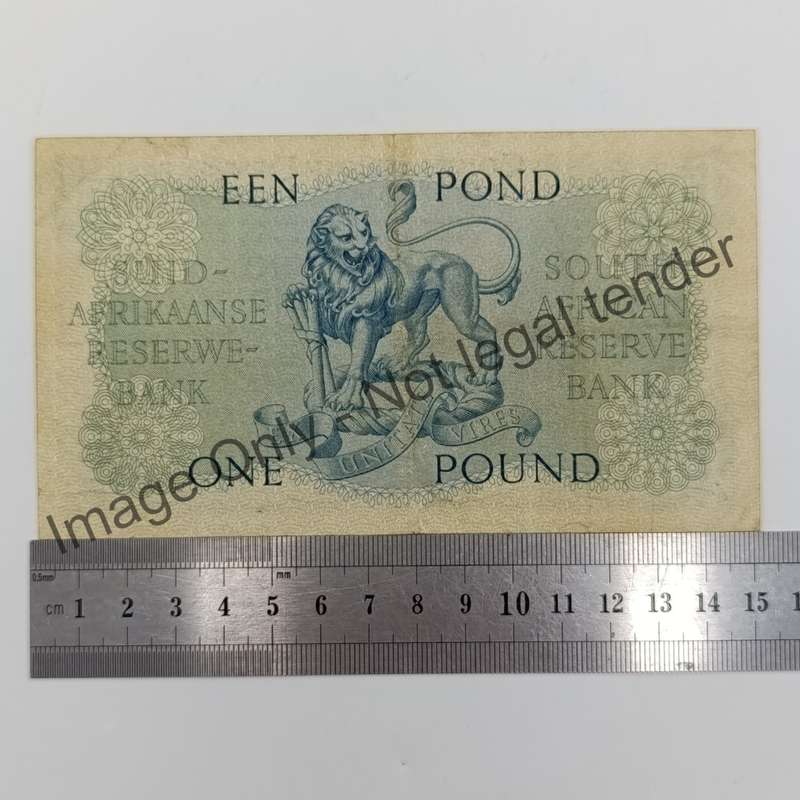 EEN POND
SUID-
AFRIKAANSE
RESERWE-
BANK
SOUTH
AFRICAN
RESERVE
BANK
UNITATE VIRES
ONE POUND
Image Only - Not legal tender
0,5mm mm
cm 1 2 3 4 5 6 7 8 9 10 11 12 13 14 15